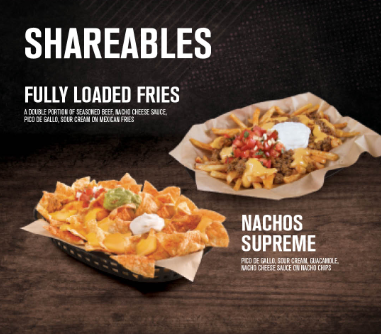 SHAREABLES
FULLY LOADED FRIES
A DOUBLE PORTION OF SEASONED BEEF, NACHO CHEESE SAUCE,
PICO DE GALLO, SOUR CREAM ON MEXICAN FRIES
NACHOS
SUPREME
PICO DE GALLO, SOUR CREAM, GUACAMOLE,
NACHO CHEESE SAUCE ON NACHO CHIPS